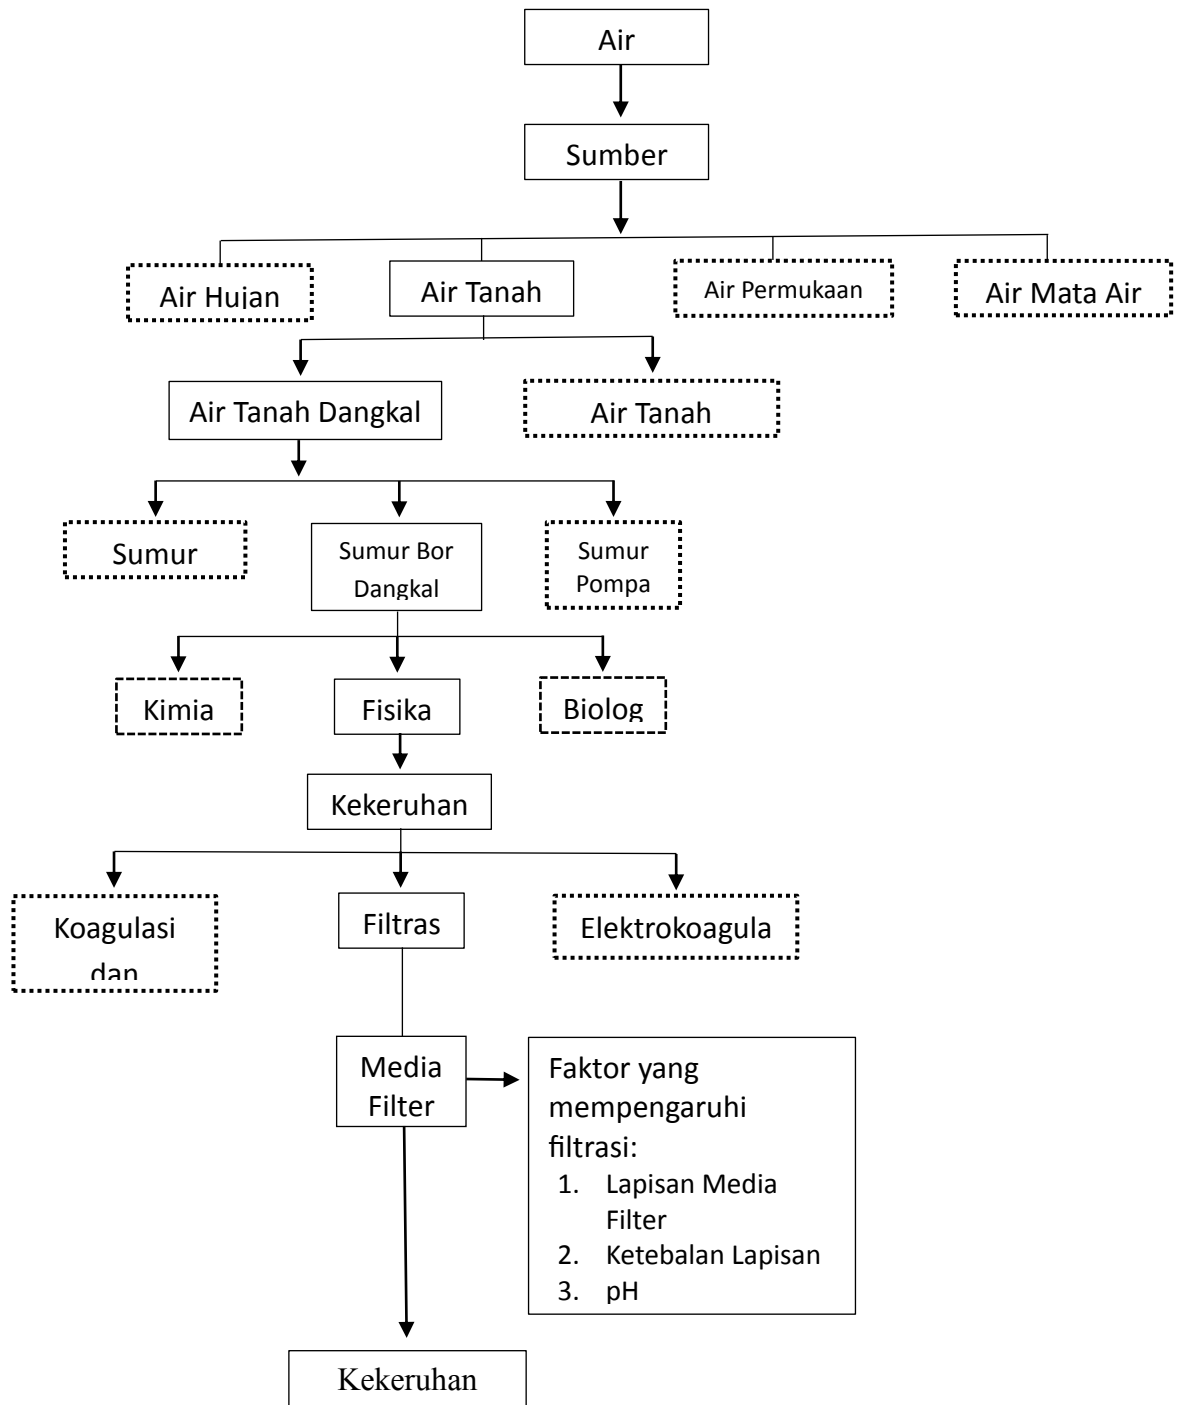 Air
Sumber
Air Hujan
Air Tanah
Air Permukaan
Air Mata Air
Air Tanah Dangkal
Air Tanah
Sumur
Sumur Bor
Dangkal
Sumur
Pompa
Kimia
Fisika
Biolog
Kekeruhan
Koagulasi
dan
Filtras
Elektrokoagula
Media
Filter
Faktor yang
mempengaruhi
filtrasi:
1. Lapisan Media
Filter
2. Ketebalan Lapisan
3. pH
Kekeruhan